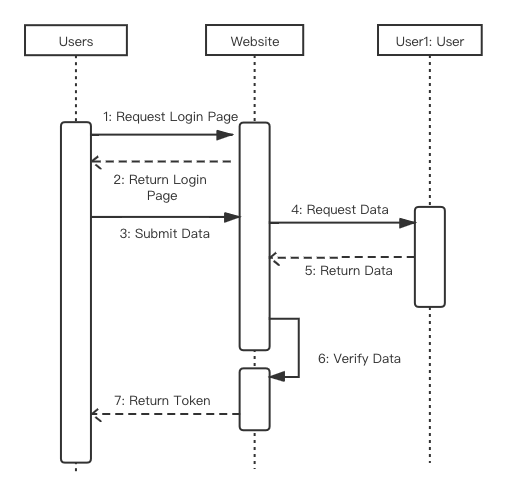 Users
Website
User1: User
1: Request Login Page
2: Return Login
Page
3: Submit Data
4: Request Data
5: Return Data
6: Verify Data
7: Return Token